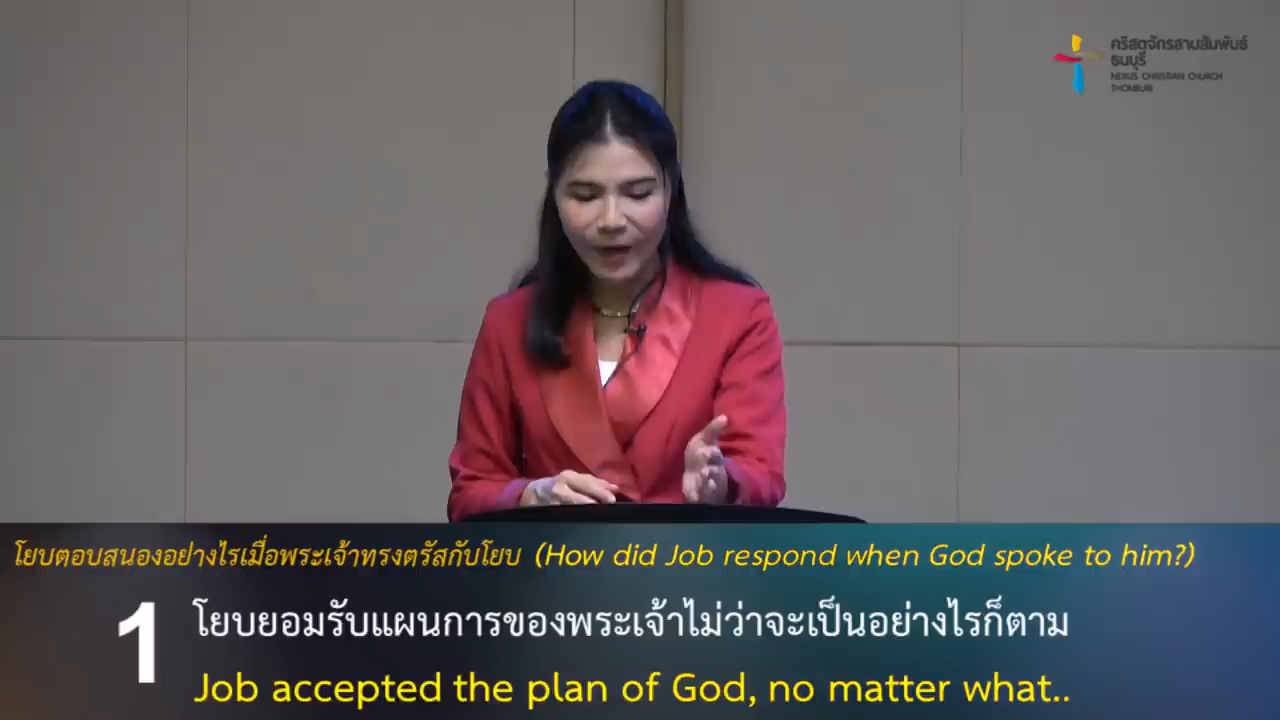 คริสตจักรสานสัมพันธ์
ธนบุรี
NEXUS CHRISTIAN CHURCH
THONBURI
โยบตอบสนองอย่างไรเมื่อพระเจ้าทรงตรัสกับโยบ (How did Job respond when God spoke to him?)
1 โยบยอมรับแผนการของพระเจ้าไม่ว่าจะเป็นอย่างไรก็ตาม
Job accepted the plan of God, no matter what..